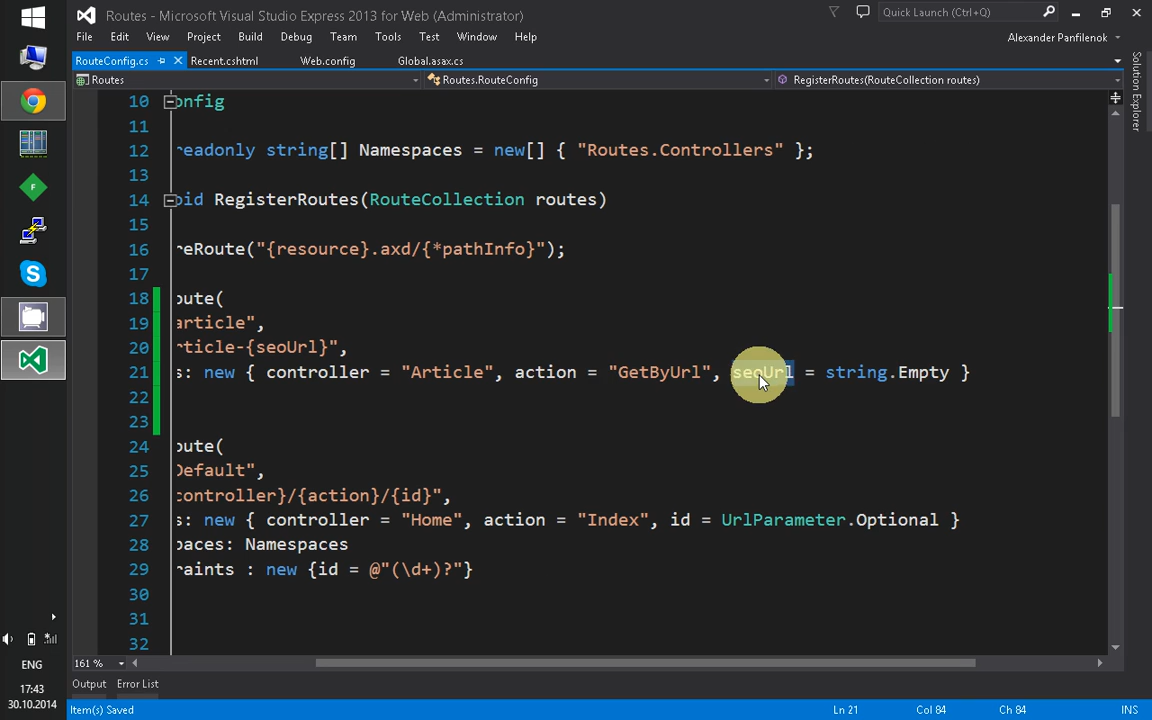 Routes - Microsoft Visual Studio Express 2013 for Web (Administrator)
Quick Launch (Ctrl+Q)
File Edit View Project Build Debug Team Tools Test Window Help
Alexander Panfilenok
RouteConfig.cs Recent.cshtml Web.config Global.asax.cs
Routes Routes.RouteConfig RegisterRoutes(RouteCollection routes)
Solution Explorer
10 onfig
11
12 readonly string[] Namespaces = new[] { "Routes.Controllers" };
13
14 oid RegisterRoutes(RouteCollection routes)
15
16 reRoute("{resource}.axd/{*pathInfo}");
17
18 oute(
19 article",
20 rticle-{seoUrl}",
21 s: new { controller = "Article", action = "GetByUrl", seoUrl = string.Empty }
22
23
24 oute(
25 Default",
26 controller}/{action}/{id}",
27 s: new { controller = "Home", action = "Index", id = UrlParameter.Optional }
28 paces: Namespaces
29 raints : new {id = @"(\d+)?"}
30
31
32
161 %
Output Error List
Item(s) Saved Ln 21 Col 84 Ch 84 INS
ENG
17:43
30.10.2014